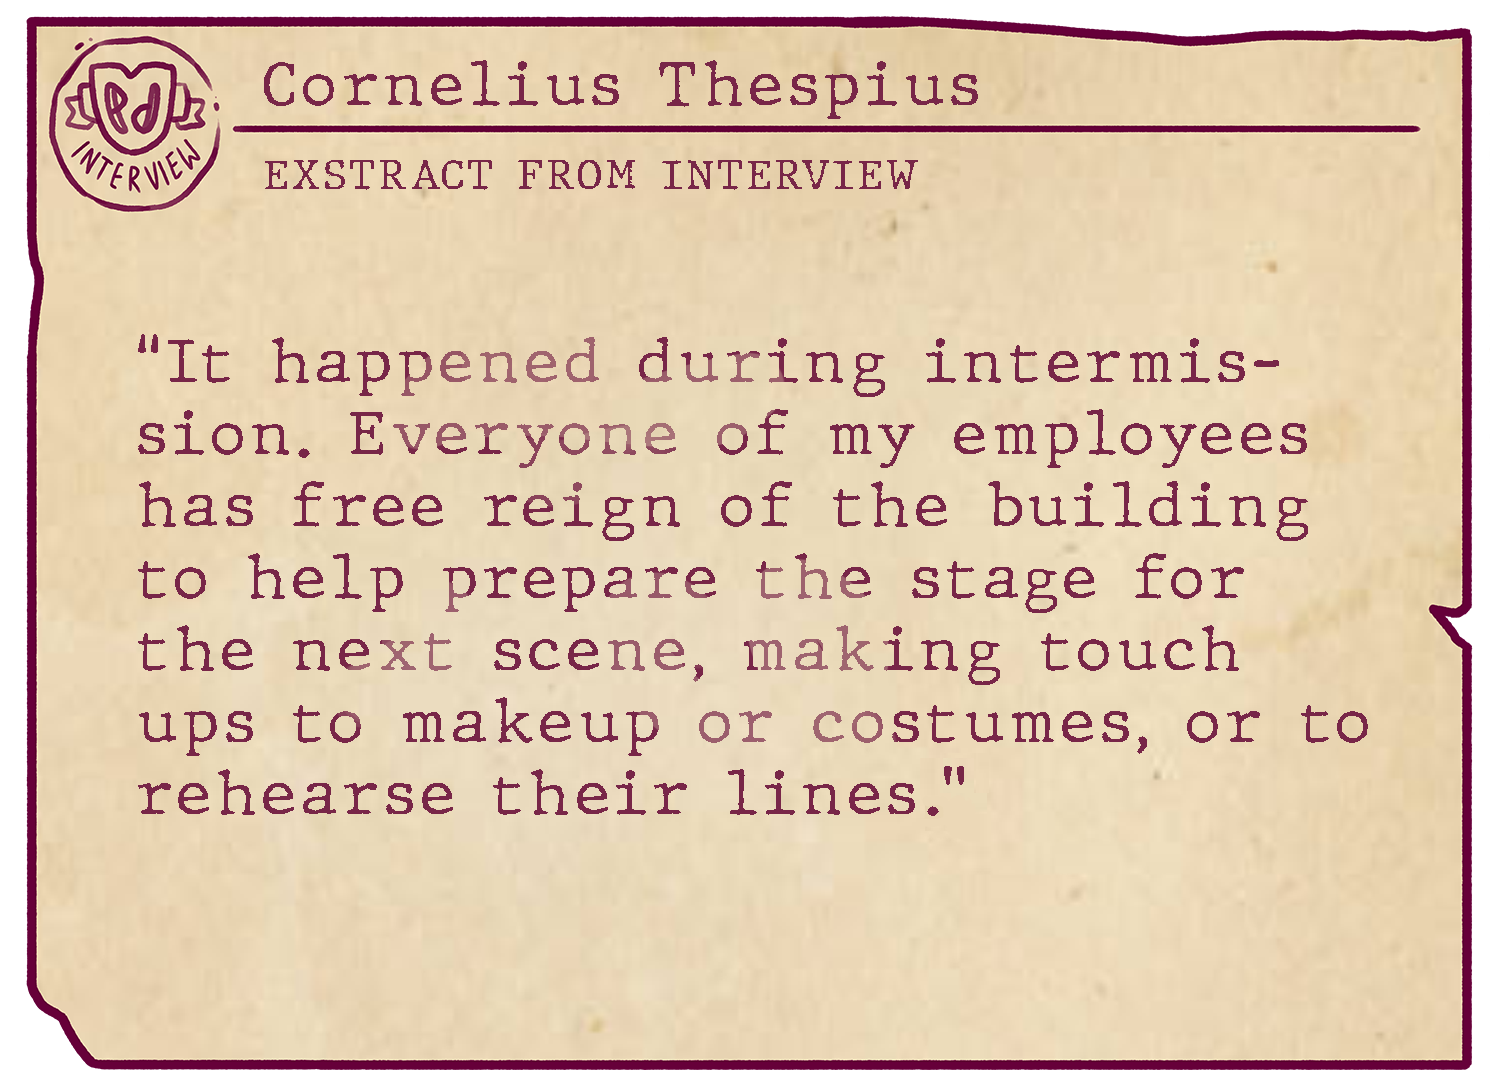 Cornelius Thespius
Pd
INTERVIEW
EXSTRACT FROM INTERVIEW
"It happened during intermis-
sion. Everyone of my employees
has free reign of the building
to help prepare the stage for
the next scene, making touch
ups to makeup or costumes, or to
rehearse their lines."